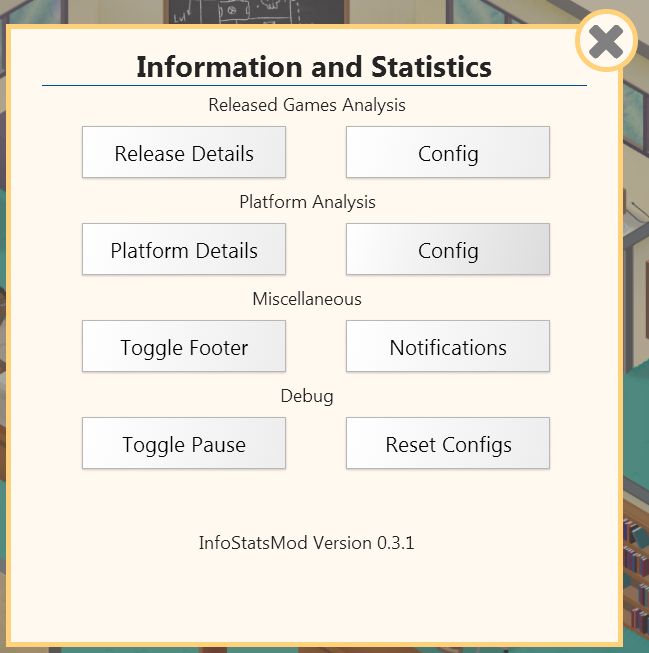 Lvl
Information and Statistics
Released Games Analysis
Release Details Config
Platform Analysis
Platform Details Config
Miscellaneous
Toggle Footer Notifications
Debug
Toggle Pause Reset Configs
InfoStatsMod Version 0.3.1